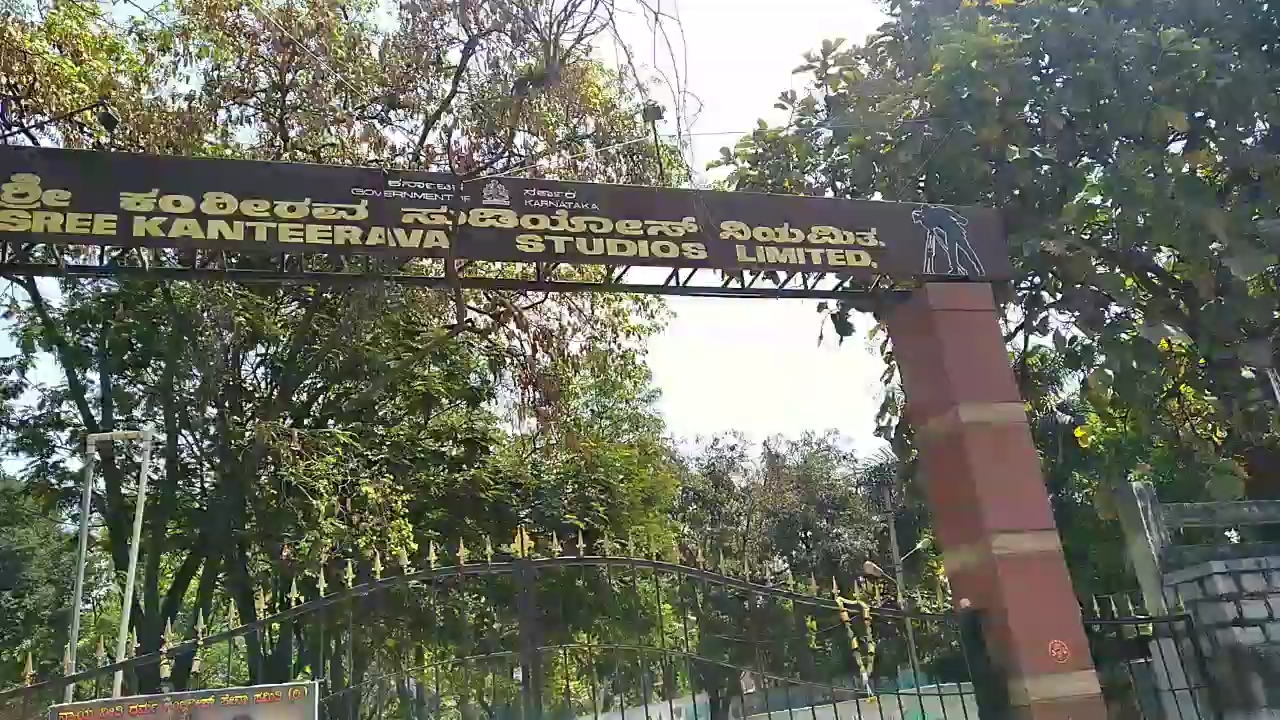 ಕರ್ನಾಟಕ ಸರ್ಕಾರ
GOVERNMENT OF KARNATAKA
ಶ್ರೀ ಕಂಠೀರವ ಸ್ಟುಡಿಯೋಸ್ ನಿಯಮಿತ.
SREE KANTEERAVA STUDIOS LIMITED.